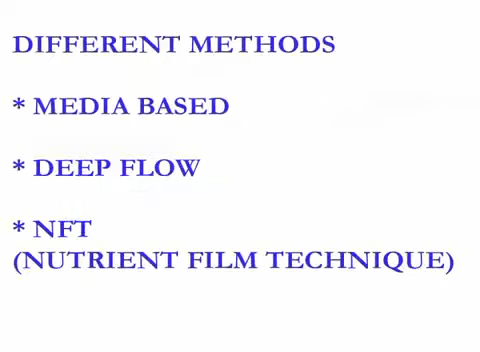 DIFFERENT METHODS
* MEDIA BASED
* DEEP FLOW
* NFT
(NUTRIENT FILM TECHNIQUE)